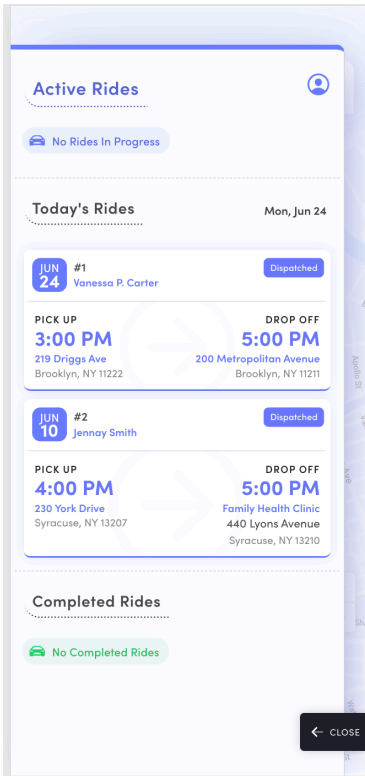 Active Rides
No Rides In Progress
Today's Rides
Mon, Jun 24
JUN
24
#1
Vanessa P. Carter
Dispatched
PICK UP
3:00 PM
219 Driggs Ave
Brooklyn, NY 11222
DROP OFF
5:00 PM
200 Metropolitan Avenue
Brooklyn, NY 11211
JUN
10
#2
Jennay Smith
Dispatched
PICK UP
4:00 PM
230 York Drive
Syracuse, NY 13207
DROP OFF
5:00 PM
Family Health Clinic
440 Lyons Avenue
Syracuse, NY 13210
Completed Rides
No Completed Rides
Apollo St
CLOSE